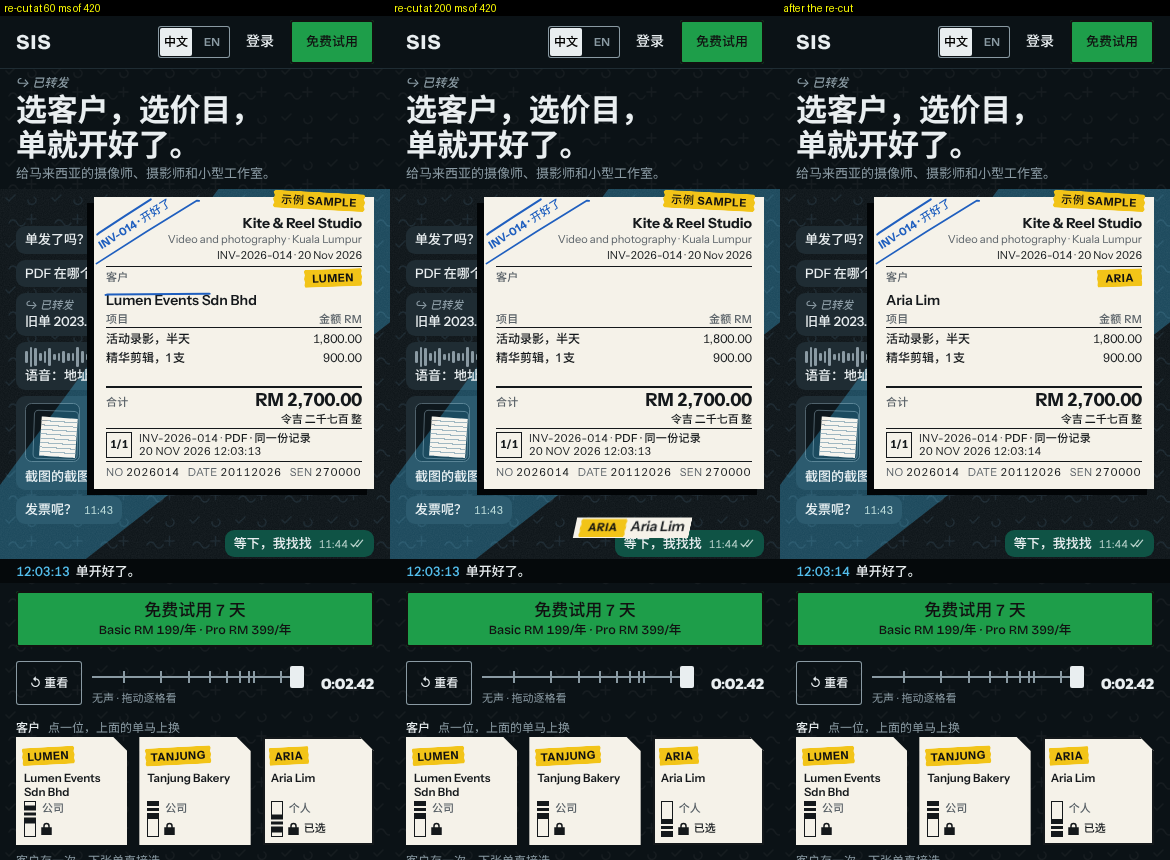 re-cut at 60 ms of 420
SIS
中文 EN
登录
免费试用
已转发
选客户，选价目，
单就开好了。
给马来西亚的摄像师、摄影师和小型工作室。
示例 SAMPLE
INV-014·开好了
Kite & Reel Studio
Video and photography·Kuala Lumpur
INV-2026-014·20 Nov 2026
单发了吗?
客户
LUMEN
PDF 在哪
Lumen Events Sdn Bhd
已转发
旧单 2023.
项目 金额 RM
活动录影，半天 1,800.00
精华剪辑，1支 900.00
语音：
合计 RM 2,700.00
令吉 二千七百 整
1/1
INV-2026-014·PDF·同一份记录
20 NOV 2026 12:03:13
截图的截图
NO 2026014 DATE 20112026 SEN 270000
发票呢? 11:43
等下，我找找 11:44
12:03:13 单开好了。
免费试用 7 天
Basic RM 199/年 · Pro RM 399/年
重看
无声·拖动逐格看
0:02.42
客户 点一位，上面的单马上换
LUMEN
Lumen Events
Sdn Bhd
公司
TANJUNG
Tanjung Bakery
公司
ARIA
Aria Lim
个人
已选
re-cut at 200 ms of 420
SIS
中文 EN
登录
免费试用
已转发
选客户，选价目，
单就开好了。
给马来西亚的摄像师、摄影师和小型工作室。
示例 SAMPLE
INV-014·开好了
Kite & Reel Studio
Video and photography·Kuala Lumpur
INV-2026-014·20 Nov 2026
单发了吗?
客户
PDF 在哪
已转发
旧单 2023.
项目 金额 RM
活动录影，半天 1,800.00
精华剪辑，1支 900.00
语音：
合计 RM 2,700.00
令吉 二千七百 整
1/1
INV-2026-014·PDF·同一份记录
20 NOV 2026 12:03:13
截图的截图
NO 2026014 DATE 20112026 SEN 270000
发票呢? 11:43
ARIA Aria Lim
等下，我找找 11:44
12:03:13 单开好了。
免费试用 7 天
Basic RM 199/年 · Pro RM 399/年
重看
无声·拖动逐格看
0:02.42
客户 点一位，上面的单马上换
LUMEN
Lumen Events
Sdn Bhd
公司
TANJUNG
Tanjung Bakery
公司
ARIA
Aria Lim
个人
已选
after the re-cut
SIS
中文 EN
登录
免费试用
已转发
选客户，选价目，
单就开好了。
给马来西亚的摄像师、摄影师和小型工作室。
示例 SAMPLE
INV-014·开好了
Kite & Reel Studio
Video and photography·Kuala Lumpur
INV-2026-014·20 Nov 2026
单发了吗?
客户
ARIA
PDF 在哪
Aria Lim
已转发
旧单 2023.
项目 金额 RM
活动录影，半天 1,800.00
精华剪辑，1支 900.00
语音：
合计 RM 2,700.00
令吉 二千七百 整
1/1
INV-2026-014·PDF·同一份记录
20 NOV 2026 12:03:14
截图的截图
NO 2026014 DATE 20112026 SEN 270000
发票呢? 11:43
等下，我找找 11:44
12:03:14 单开好了。
免费试用 7 天
Basic RM 199/年 · Pro RM 399/年
重看
无声·拖动逐格看
0:02.42
客户 点一位，上面的单马上换
LUMEN
Lumen Events
Sdn Bhd
公司
TANJUNG
Tanjung Bakery
公司
ARIA
Aria Lim
个人
已选